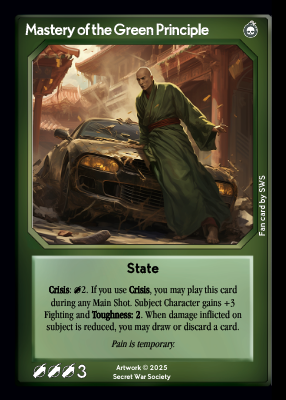 Mastery of the Green Principle
Fan card by SWS
State
Crisis: 2. If you use Crisis, you may play this card
during any Main Shot. Subject Character gains +3
Fighting and Toughness: 2. When damage inflicted on
subject is reduced, you may draw or discard a card.
Pain is temporary.
3
Artwork © 2025
Secret War Society